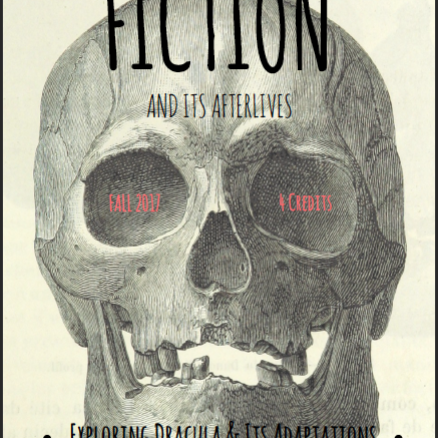 FICTION
AND ITS AFTERLIVES
FALL 2017
4 CREDITS
EXPLORING DRACULA & ITS ADAPTATIONS